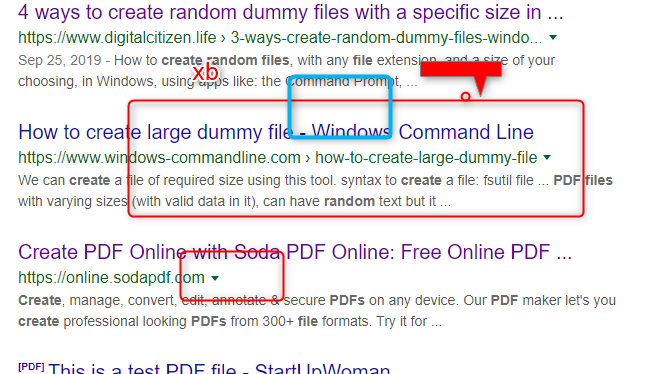 4 ways to create random dummy files with a specific size in ...
https://www.digitalcitizen.life › 3-ways-create-random-dummy-files-windo...
Sep 25, 2019 - How to create random files, with any file extension, and a size of your
choosing, in Windows, using apps like: the Command Prompt, ...
xb
How to create large dummy file - Windows Command Line
https://www.windows-commandline.com › how-to-create-large-dummy-file
We can create a file of required size using this tool. syntax to create a file: fsutil file ... PDF files
with varying sizes (with valid data in it), can have random text but it ...
Create PDF Online with Soda PDF Online: Free Online PDF ...
https://online.sodapdf.com
Create, manage, convert, edit, annotate & secure PDFs on any device. Our PDF maker let's you
create professional looking PDFs from 300+ file formats. Try it for ...
[PDF] This is a test PDF file - StartUpWoman